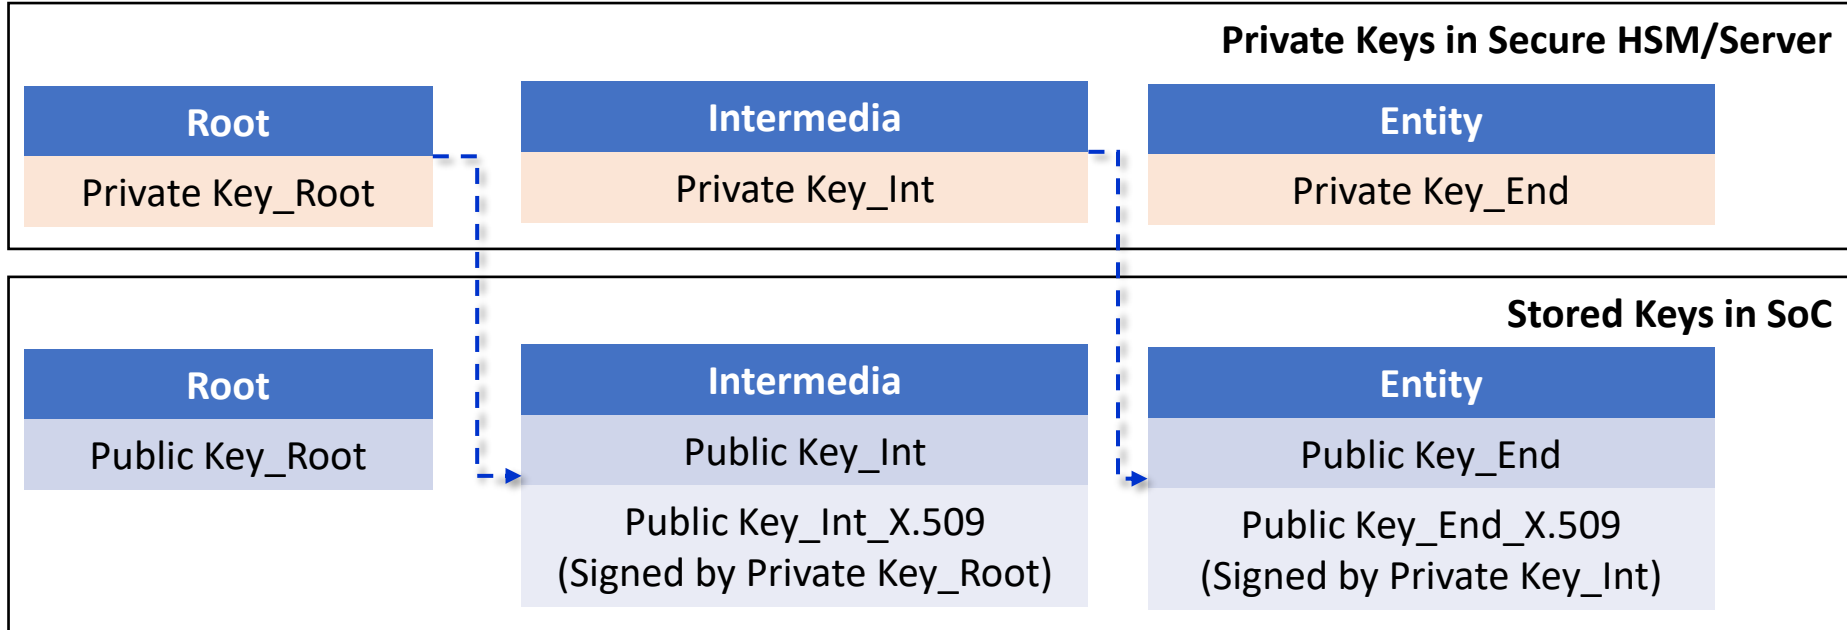 Private Keys in Secure HSM/Server
Root
Intermedia
Entity
Private Key_Root
Private Key_Int
Private Key_End
Stored Keys in SoC
Root
Intermedia
Entity
Public Key_Root
Public Key_Int
Public Key_End
Public Key_Int_X.509
(Signed by Private Key_Root)
Public Key_End_X.509
(Signed by Private Key_Int)